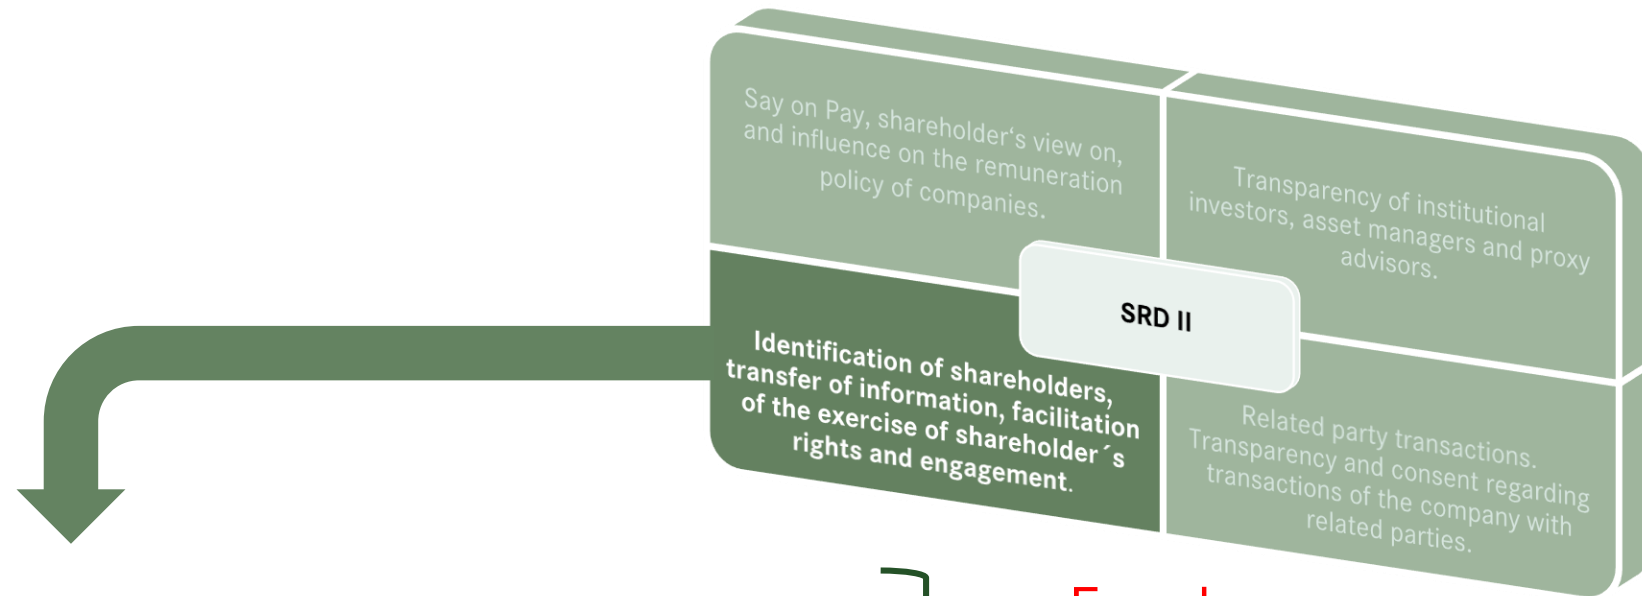 Say on Pay, shareholder‘s view on,
and influence on the remuneration
policy of companies.
Transparency of institutional
investors, asset managers and proxy
advisors.
SRD II
Identification of shareholders,
transfer of information, facilitation
of the exercise of shareholder´s
rights and engagement.
Related party transactions.
Transparency and consent regarding
transactions of the company with
related parties.